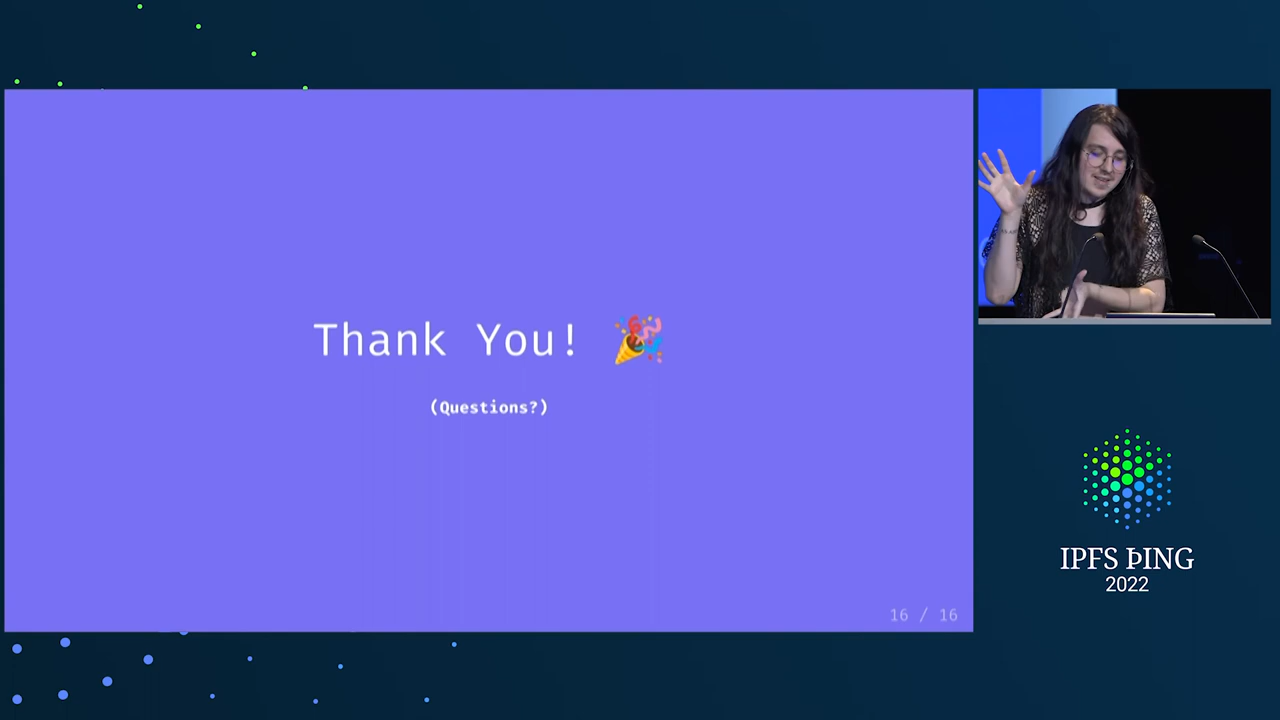 Thank You! 🎉
(Questions?)
16 / 16
IPFS ÞING
2022